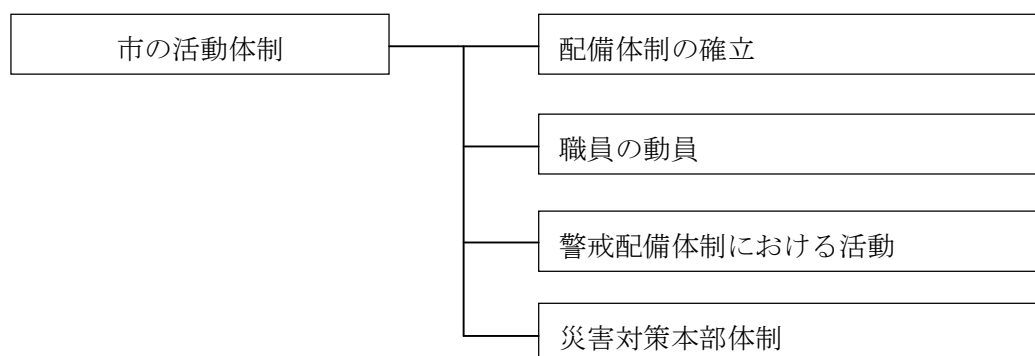 市の活動体制
配備体制の確立
職員の動員
警戒配備体制における活動
災害対策本部体制